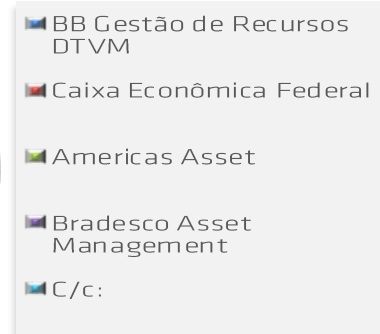 BB Gestão de Recursos
DTVM
Caixa Econômica Federal
Americas Asset
Bradesco Asset
Management
C/c: